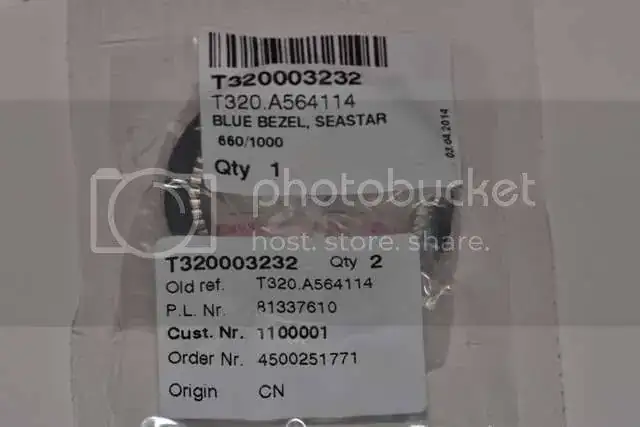 T320003232
T320.A564114
BLUE BEZEL, SEASTAR
660/1000
Qty 1
03.04.2014
photobucket
host. store. share.
T320003232 Qty 2
Old ref. T320.A564114
P.L. Nr. 81337610
Cust. Nr. 1100001
Order Nr. 4500251771
Origin CN